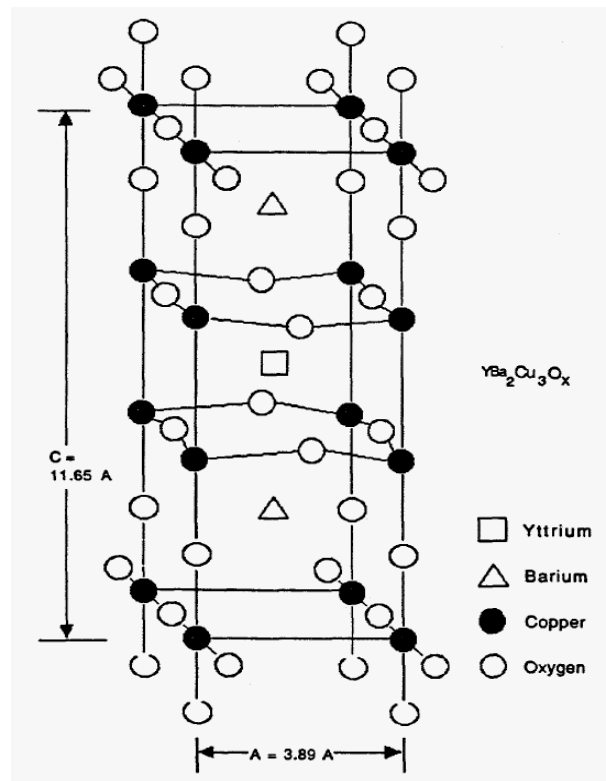 YBa2Cu3Ox
C =
11.65 A
Yttrium
Barium
Copper
Oxygen
A = 3.89 A